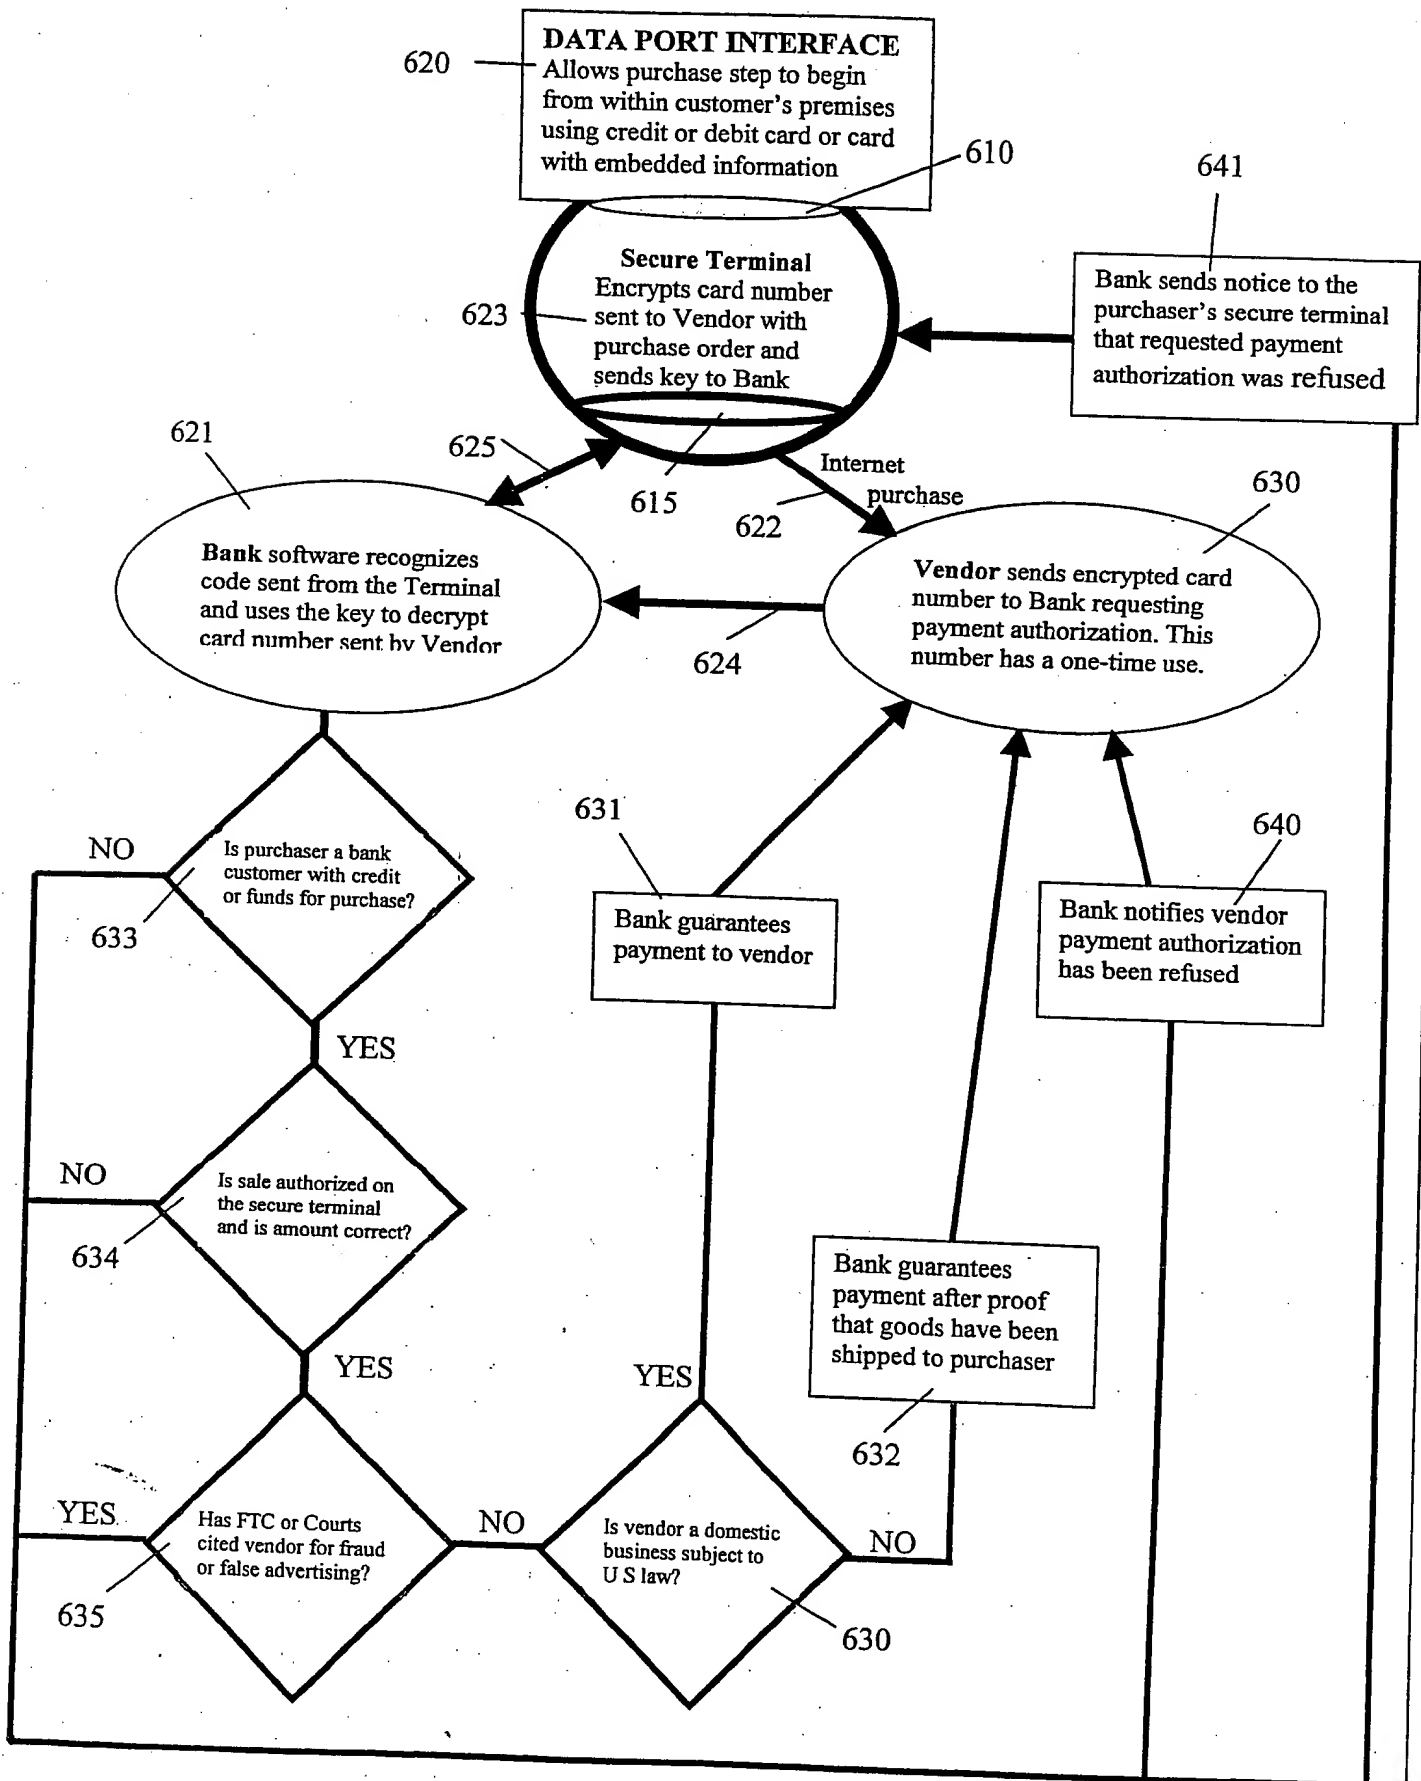 DATA PORT INTERFACE
Allows purchase step to begin
from within customer's premises
using credit or debit card or card
with embedded information
620
610
641
Secure Terminal
Encrypts card number
sent to Vendor with
purchase order and
sends key to Bank
623
Bank sends notice to the
purchaser's secure terminal
that requested payment
authorization was refused
621
625
615
Internet
purchase
622
630
Bank software recognizes
code sent from the Terminal
and uses the key to decrypt
card number sent by Vendor
Vendor sends encrypted card
number to Bank requesting
payment authorization. This
number has a one-time use.
624
631
640
NO
Is purchaser a bank
customer with credit
or funds for purchase?
633
Bank guarantees
payment to vendor
Bank notifies vendor
payment authorization
has been refused
YES
NO
Is sale authorized on
the secure terminal
and is amount correct?
634
Bank guarantees
payment after proof
that goods have been
shipped to purchaser
632
YES
YES
YES
Has FTC or Courts
cited vendor for fraud
or false advertising?
635
NO
Is vendor a domestic
business subject to
U S law?
NO
630